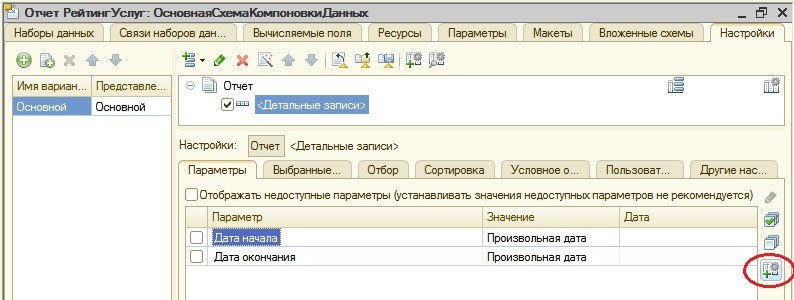 Отчет РейтингУслуг: ОсновнаяСхемаКомпоновкиДанных
Наборы данных Связи наборов дан... Вычисляемые поля Ресурсы Параметры Макеты Вложенные схемы Настройки
Имя вариан... Представле...
Основной Основной
Отчет
<Детальные записи>
Настройки: Отчет <Детальные записи>
Параметры Выбранные... Отбор Сортировка Условное о... Пользоват... Другие нас...
Отображать недоступные параметры (устанавливать значения недоступных параметров не рекомендуется)
Параметр Значение Дата
Дата начала Произвольная дата
Дата окончания Произвольная дата